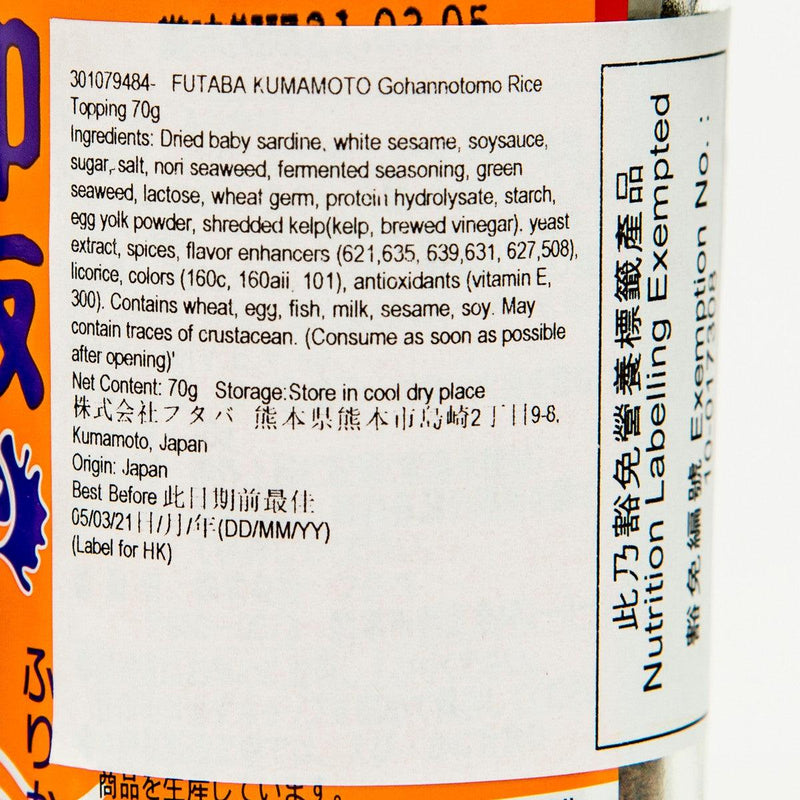 301079484- FUTABA KUMAMOTO Gohannotomo Rice
Topping 70g
Ingredients: Dried baby sardine, white sesame, soysauce,
sugar, salt, nori seaweed, fermented seasoning, green
seaweed, lactose, wheat germ, protein hydrolysate, starch,
egg yolk powder, shredded kelp(kelp, brewed vinegar). yeast
extract, spices, flavor enhancers (621,635, 639,631, 627,508),
licorice, colors (160c, 160aii, 101), antioxidants (vitamin E,
300). Contains wheat, egg, fish, milk, sesame, soy. May
contain traces of crustacean. (Consume as soon as possible
after opening)'
Net Content: 70g Storage:Store in cool dry place
株式会社フタバ 熊本県熊本市島崎2丁目9-8,
Kumamoto, Japan
Origin: Japan
Best Before 此日期前最佳
05/03/21日/月/年(DD/MM/YY)
(Label for HK)
此乃豁免營養標籤產品
Nutrition Labelling Exempted
豁免編號 Exemption No. :
10-017308
21.03.05
ふり
商品を生産しています。